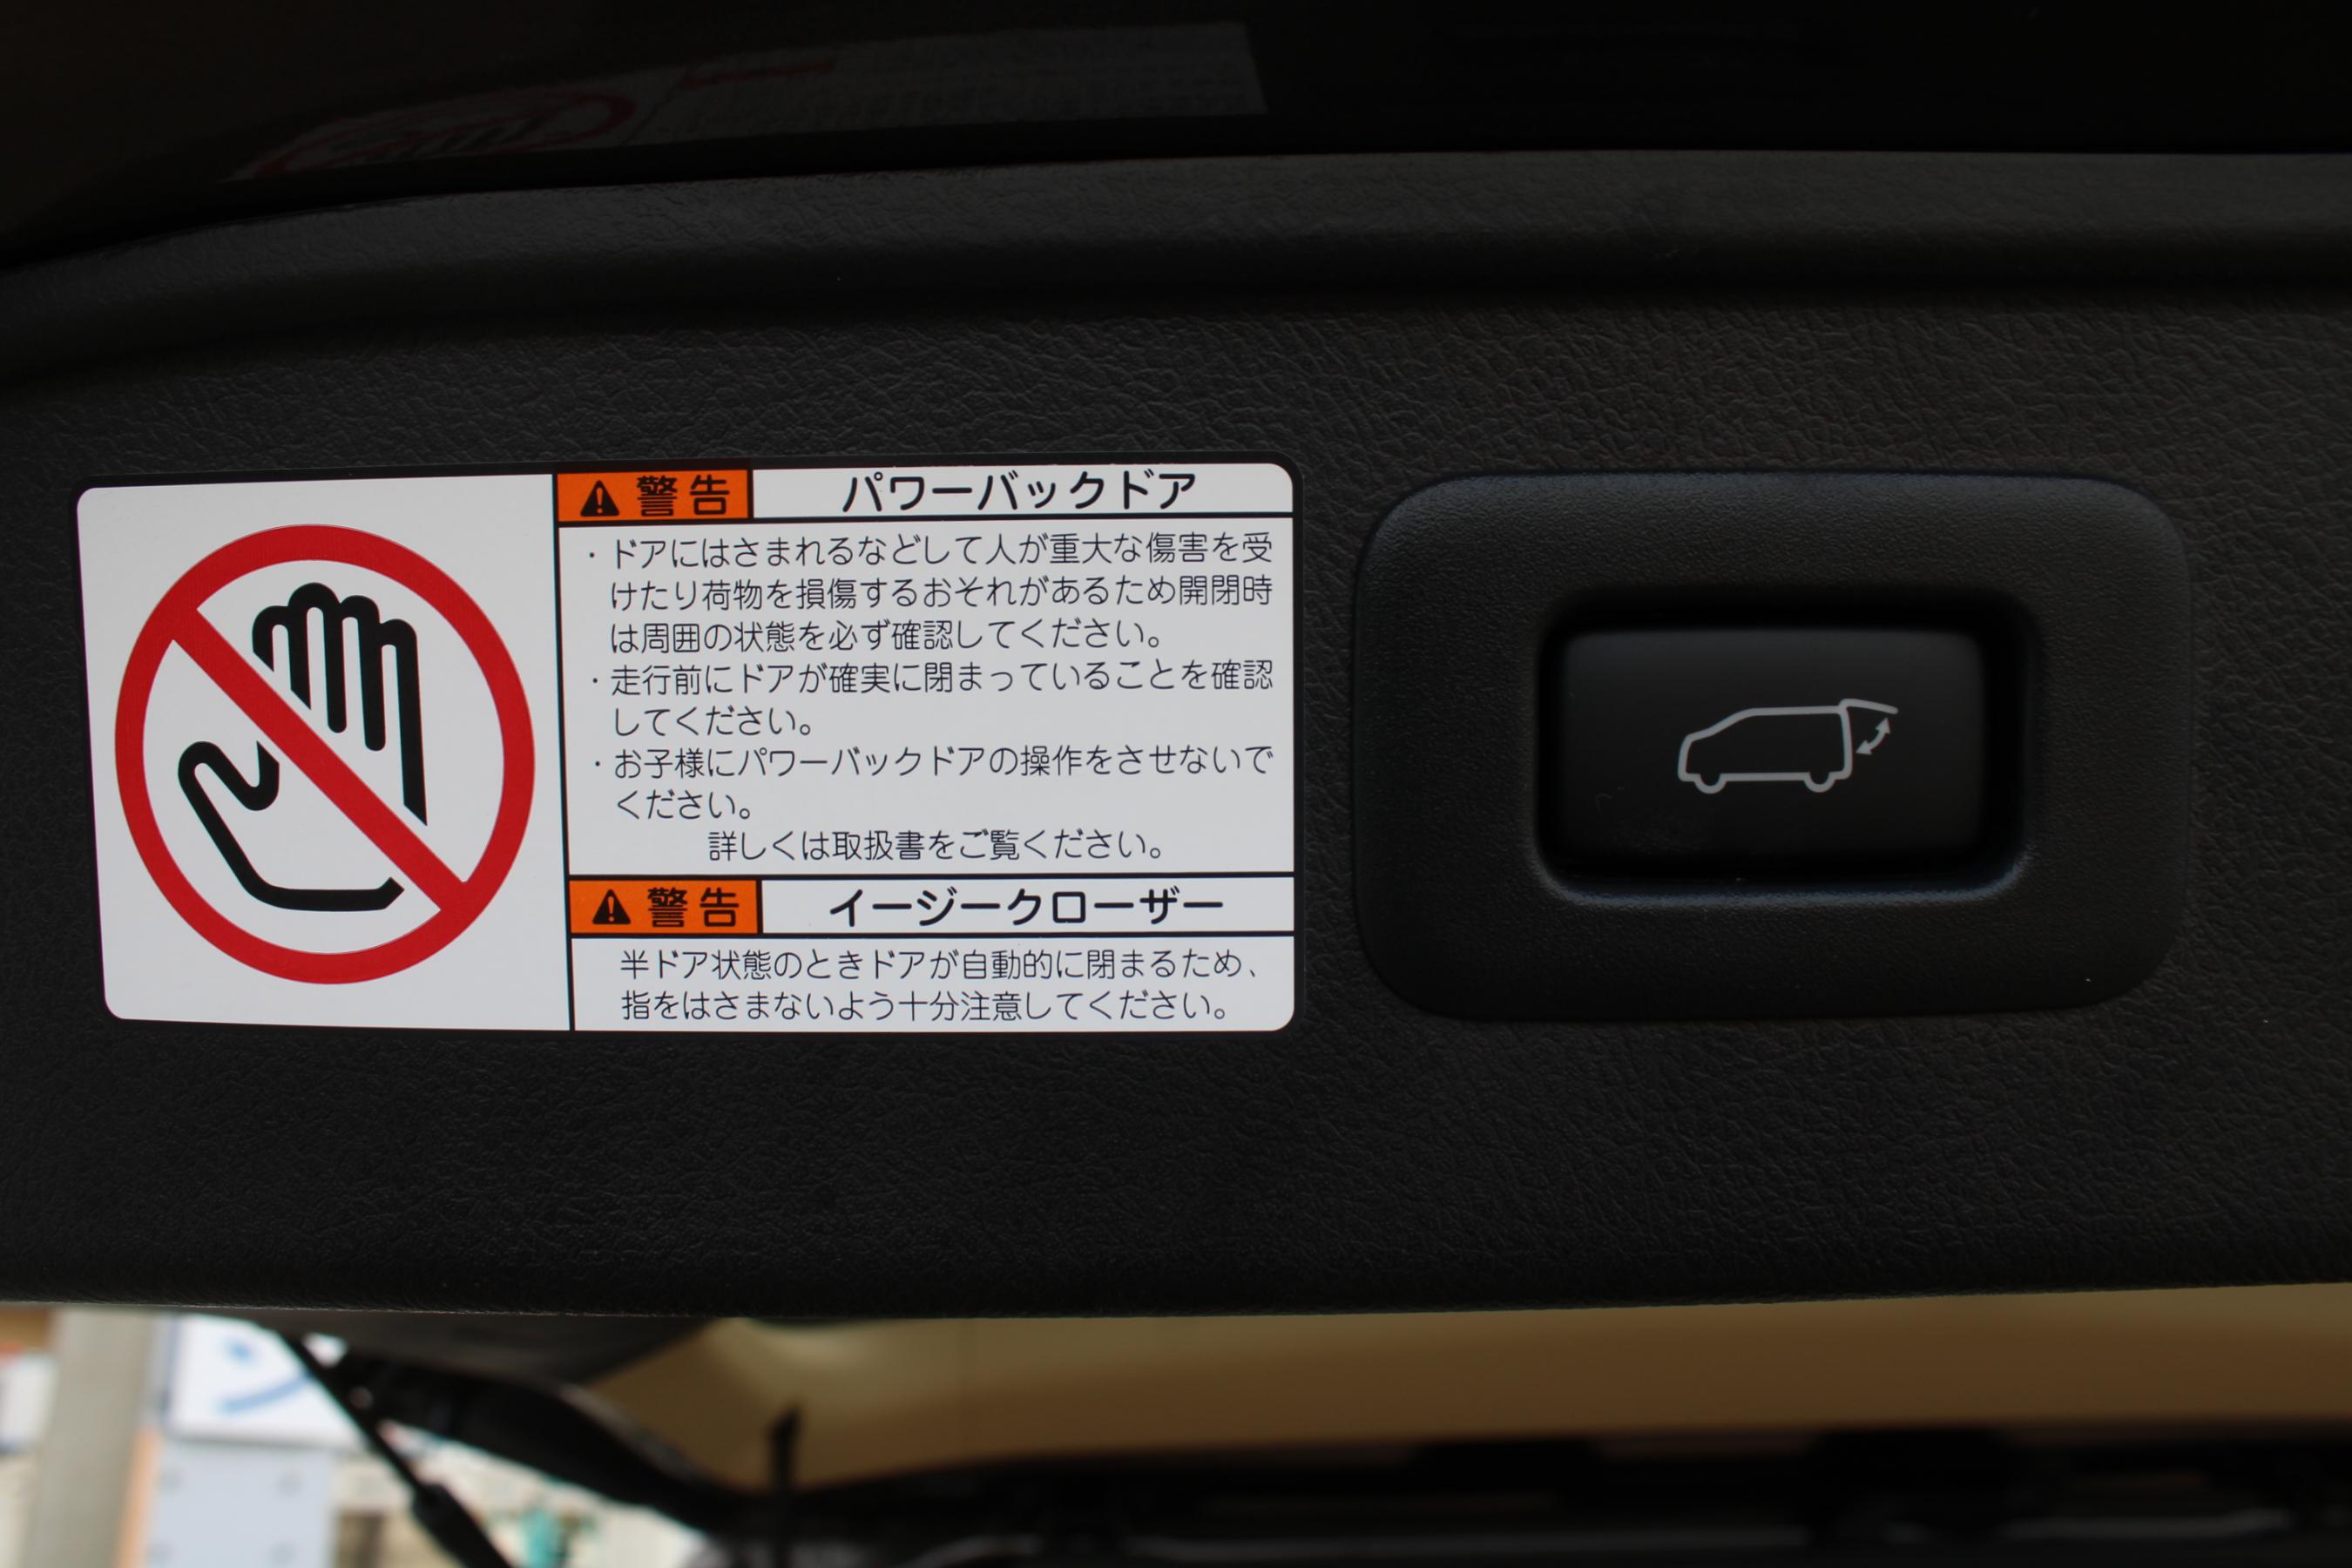 警告 パワーバックドア
・ドアにはさまれるなどして人が重大な傷害を受
けたり荷物を損傷するおそれがあるため開閉時
は周囲の状態を必ず確認してください。
・走行前にドアが確実に閉まっていることを確認
してください。
・お子様にパワーバックドアの操作をさせないで
ください。
詳しくは取扱書をご覧ください。
警告 イージークローザー
半ドア状態のときドアが自動的に閉まるため、
指をはさまないよう十分注意してください。